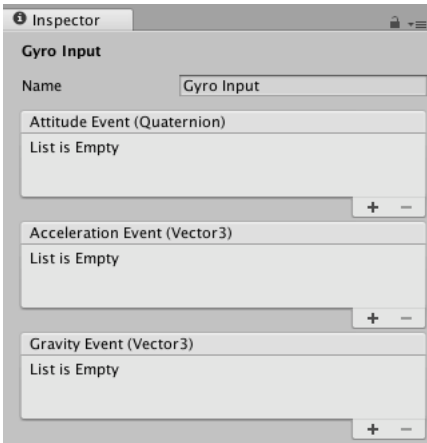 Inspector
Gyro Input
Name Gyro Input
Attitude Event (Quaternion)
List is Empty
+ −
Acceleration Event (Vector3)
List is Empty
+ −
Gravity Event (Vector3)
List is Empty
+ −